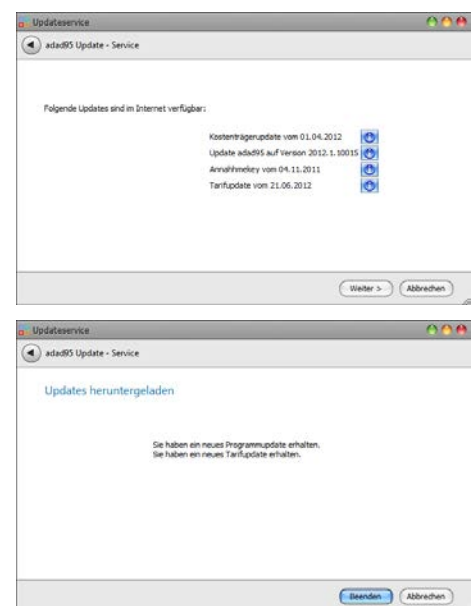 Updateservice
adad95 Update - Service
Folgende Updates sind im Internet verfügbar:
Kostenträgerupdate vom 01.04.2012
Update adad95 auf Version 2012.1.10015
Annahmekey vom 04.11.2011
Tarifupdate vom 21.06.2012
Weiter >
Abbrechen
Updateservice
adad95 Update - Service
Updates heruntergeladen
Sie haben ein neues Programmupdate erhalten.
Sie haben ein neues Tarifupdate erhalten.
Beenden
Abbrechen